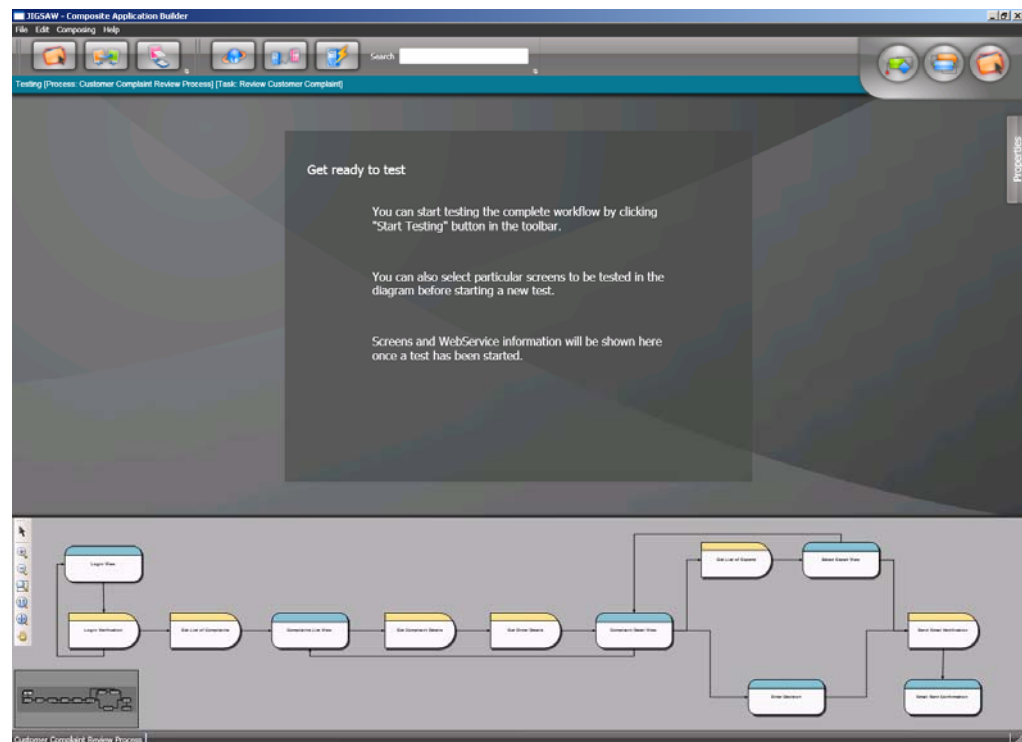 JIGSAW - Composite Application Builder
File Edit Composing Help
Search
Testing [Process: Customer Complaint Review Process] [Task: Review Customer Complaint]
Properties
Get ready to test
You can start testing the complete workflow by clicking
"Start Testing" button in the toolbar.
You can also select particular screens to be tested in the
diagram before starting a new test.
Screens and WebService information will be shown here
once a test has been started.
Get List of Experts
Select Expert View
Login View
Login Verification
Get List of Complaints
Complaints List View
Get Complaint Details
Get Order Details
Complaint Detail View
Send Email Notification
Enter Decision
Email Sent Confirmation
Customer Complaint Review Process